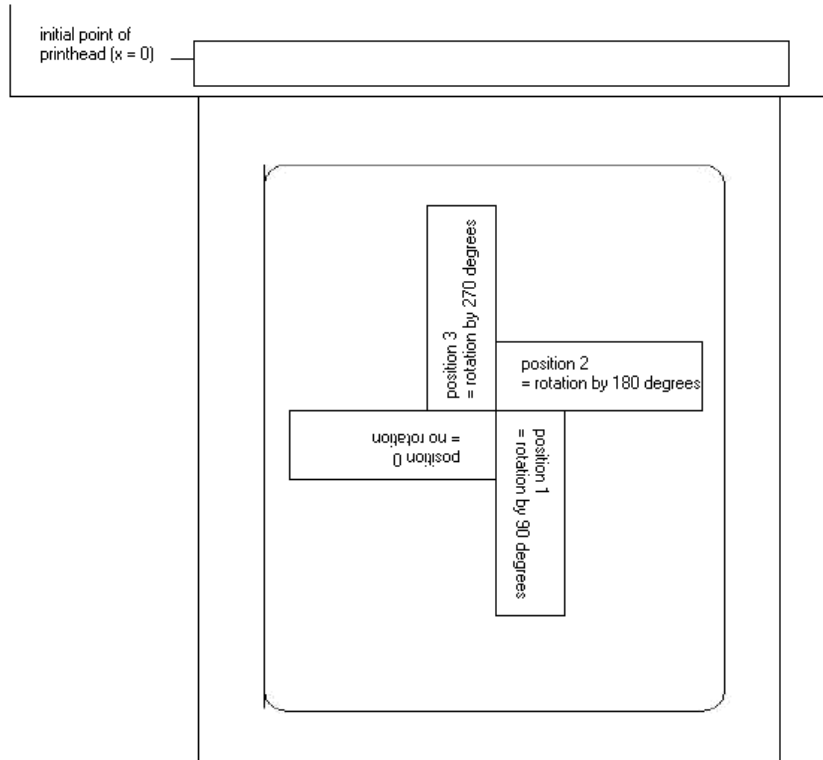 initial point of
printhead (x = 0)
position 3
= rotation by 270 degrees
position 2
= rotation by 180 degrees
position 0
= no rotation
position 1
= rotation by 90 degrees